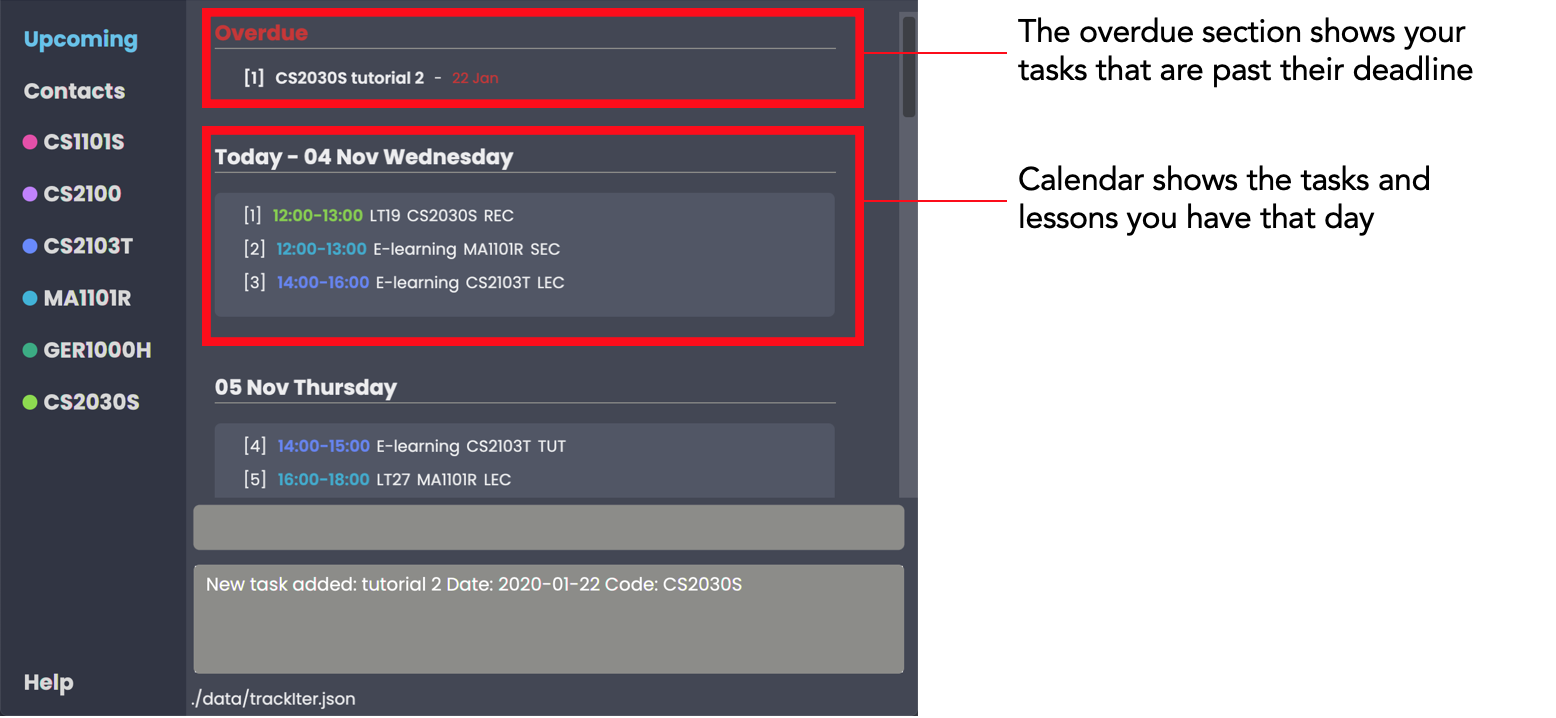 Upcoming
Contacts
CS1101S
CS2100
CS2103T
MA1101R
GER1000H
CS2030S
Help
Overdue
[1] CS2030S tutorial 2 - 22 Jan
Today - 04 Nov Wednesday
[1] 12:00-13:00 LT19 CS2030S REC
[2] 12:00-13:00 E-learning MA1101R SEC
[3] 14:00-16:00 E-learning CS2103T LEC
05 Nov Thursday
[4] 14:00-15:00 E-learning CS2103T TUT
[5] 16:00-18:00 LT27 MA1101R LEC
New task added: tutorial 2 Date: 2020-01-22 Code: CS2030S
./data/trackIter.json
The overdue section shows your
tasks that are past their deadline
Calendar shows the tasks and
lessons you have that day